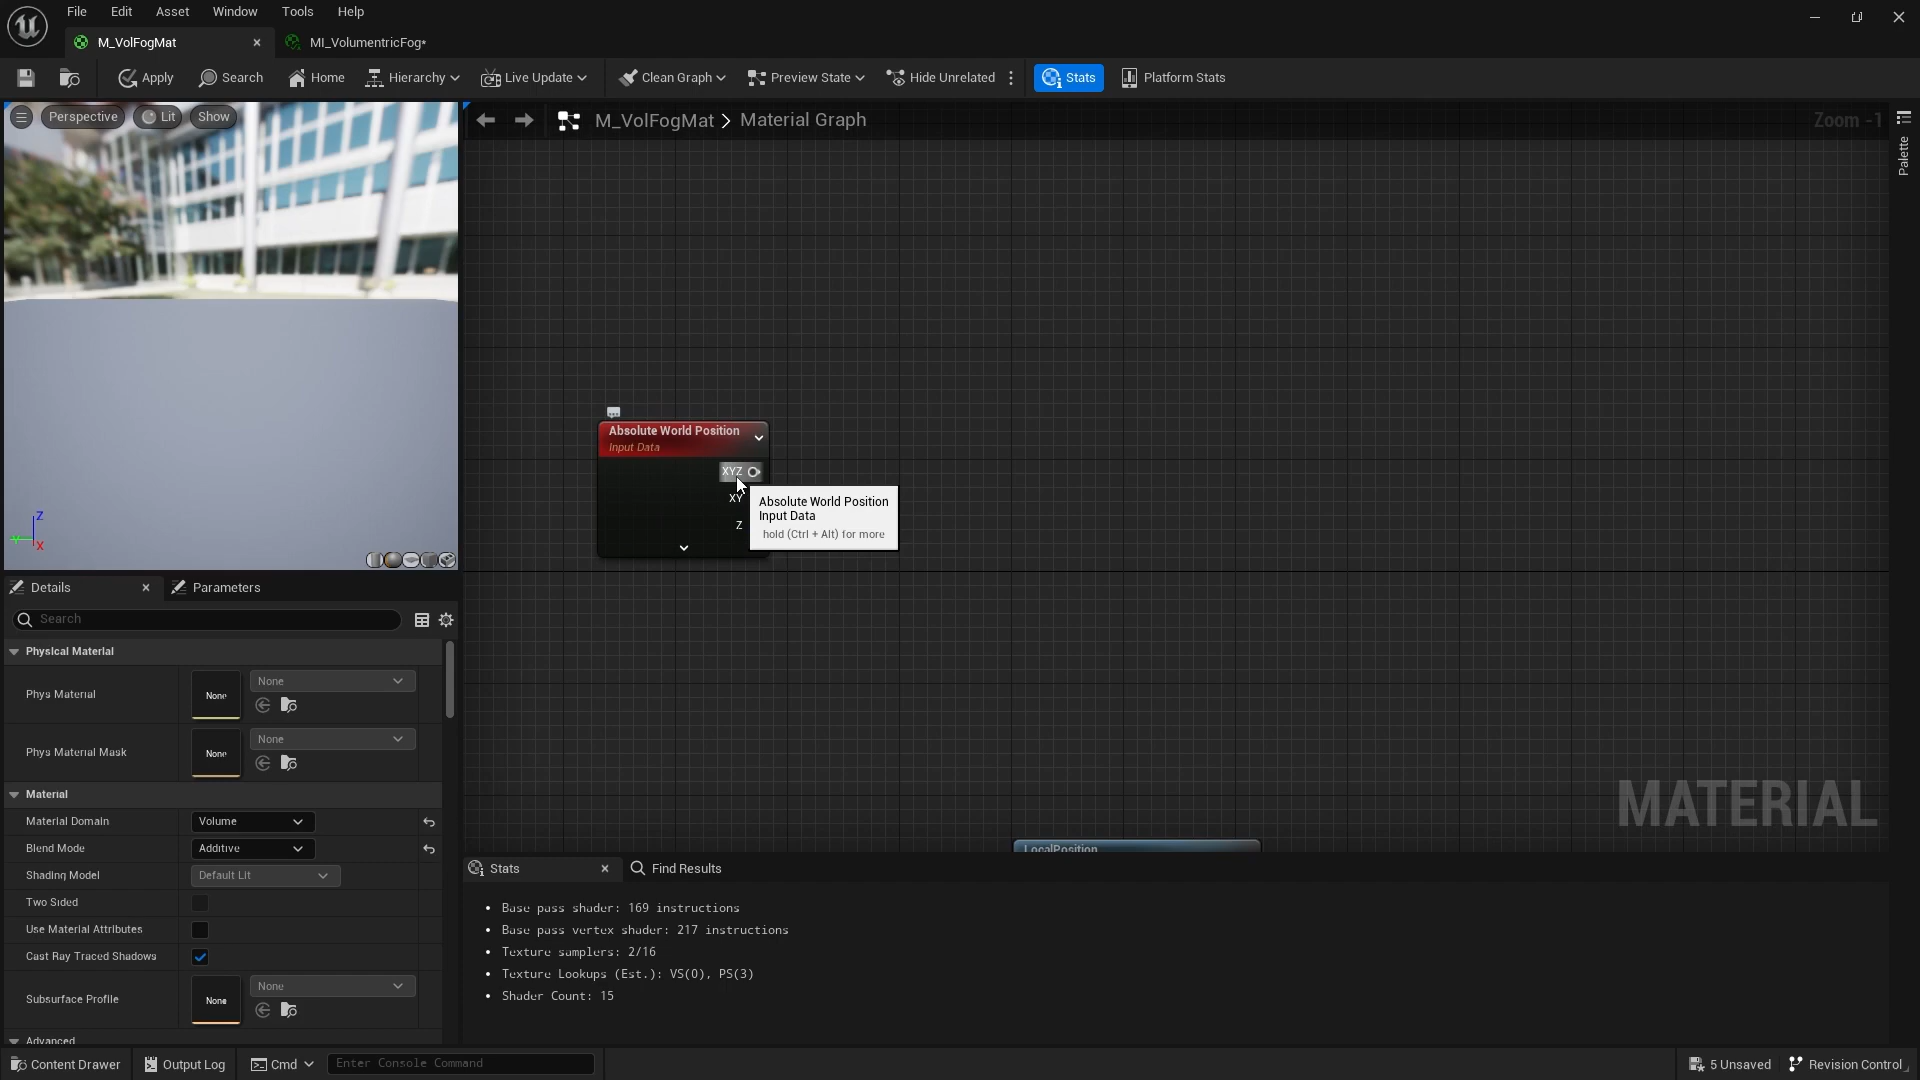 File Edit Asset Window Tools Help
M_VolFogMat MI_VolumentricFog*
Apply Search Home Hierarchy Live Update Clean Graph Preview State Hide Unrelated Stats Platform Stats
Perspective Lit Show
M_VolFogMat > Material Graph
Zoom -1
Palette
Absolute World Position
Input Data
XYZ
XY
Z
Absolute World Position
Input Data
hold (Ctrl + Alt) for more
Z
Y
X
LocalPosition
MATERIAL
Details Parameters
Search
Physical Material
Phys Material None None
Phys Material Mask None None
Material
Material Domain Volume
Blend Mode Additive
Shading Model Default Lit
Two Sided
Use Material Attributes
Cast Ray Traced Shadows
Subsurface Profile None None
Advanced
Stats Find Results
• Base pass shader: 169 instructions
• Base pass vertex shader: 217 instructions
• Texture samplers: 2/16
• Texture Lookups (Est.): VS(0), PS(3)
• Shader Count: 15
Content Drawer Output Log Cmd Enter Console Command 5 Unsaved Revision Control